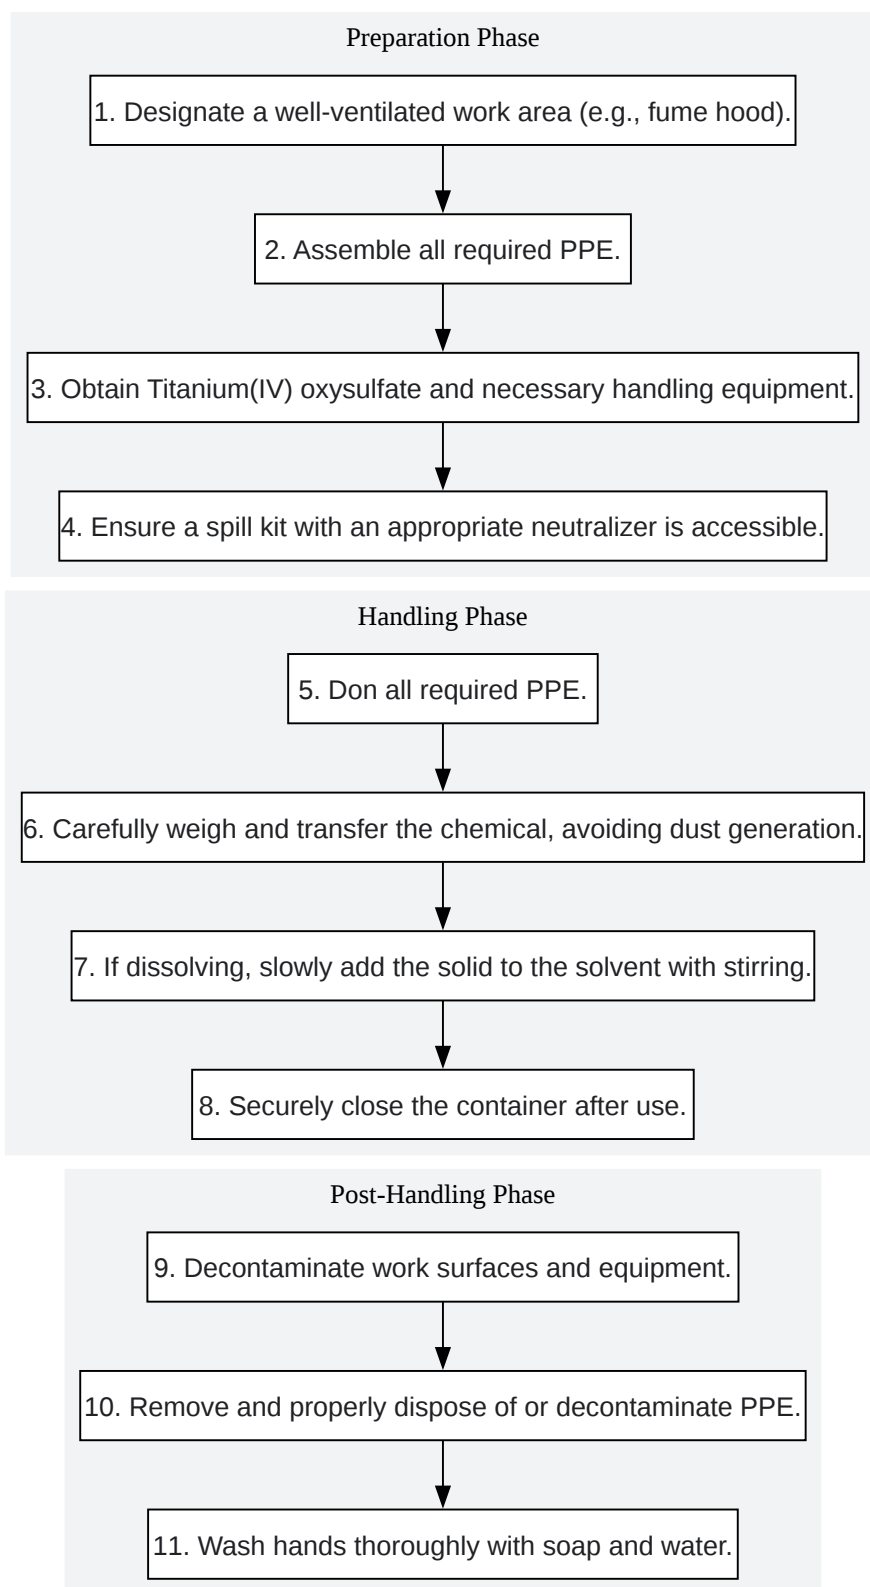 Preparation Phase
1. Designate a well-ventilated work area (e.g., fume hood).
2. Assemble all required PPE.
3. Obtain Titanium(IV) oxysulfate and necessary handling equipment.
4. Ensure a spill kit with an appropriate neutralizer is accessible.
Handling Phase
5. Don all required PPE.
6. Carefully weigh and transfer the chemical, avoiding dust generation.
7. If dissolving, slowly add the solid to the solvent with stirring.
8. Securely close the container after use.
Post-Handling Phase
9. Decontaminate work surfaces and equipment.
10. Remove and properly dispose of or decontaminate PPE.
11. Wash hands thoroughly with soap and water.